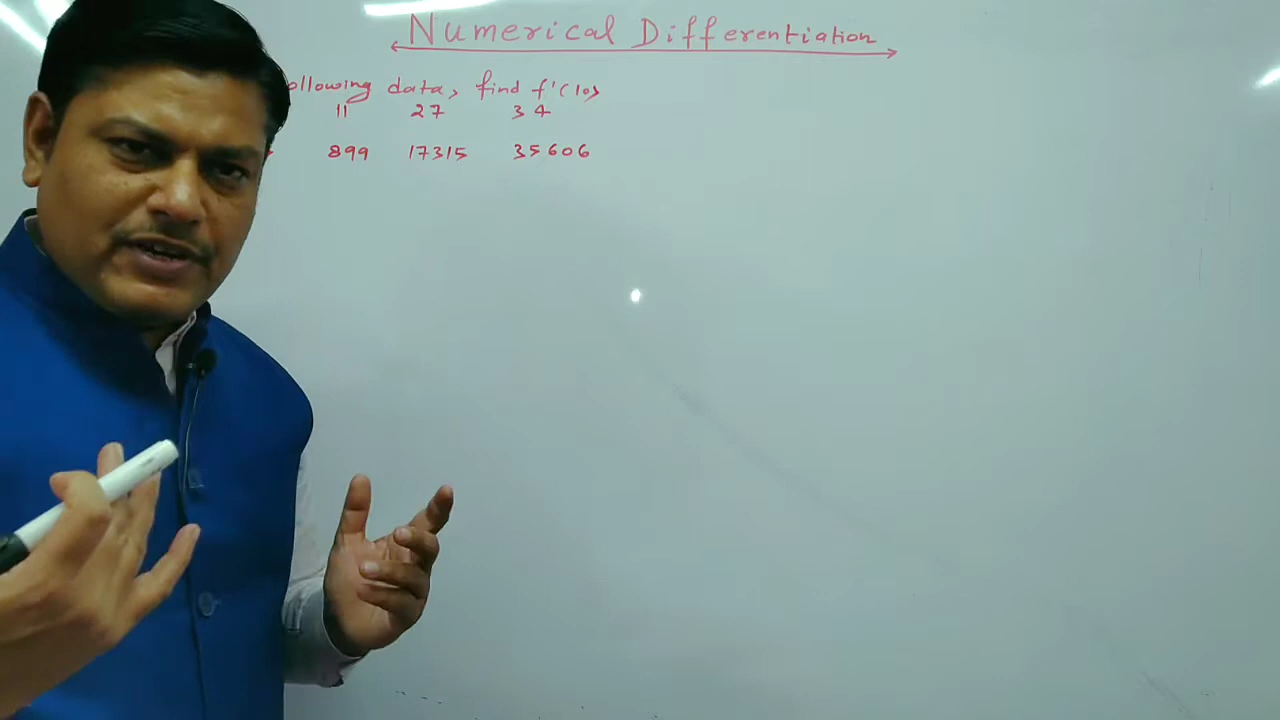 Numerical Differentiation
ollowing data, find f'(10)
11 27 34
899 17315 35606